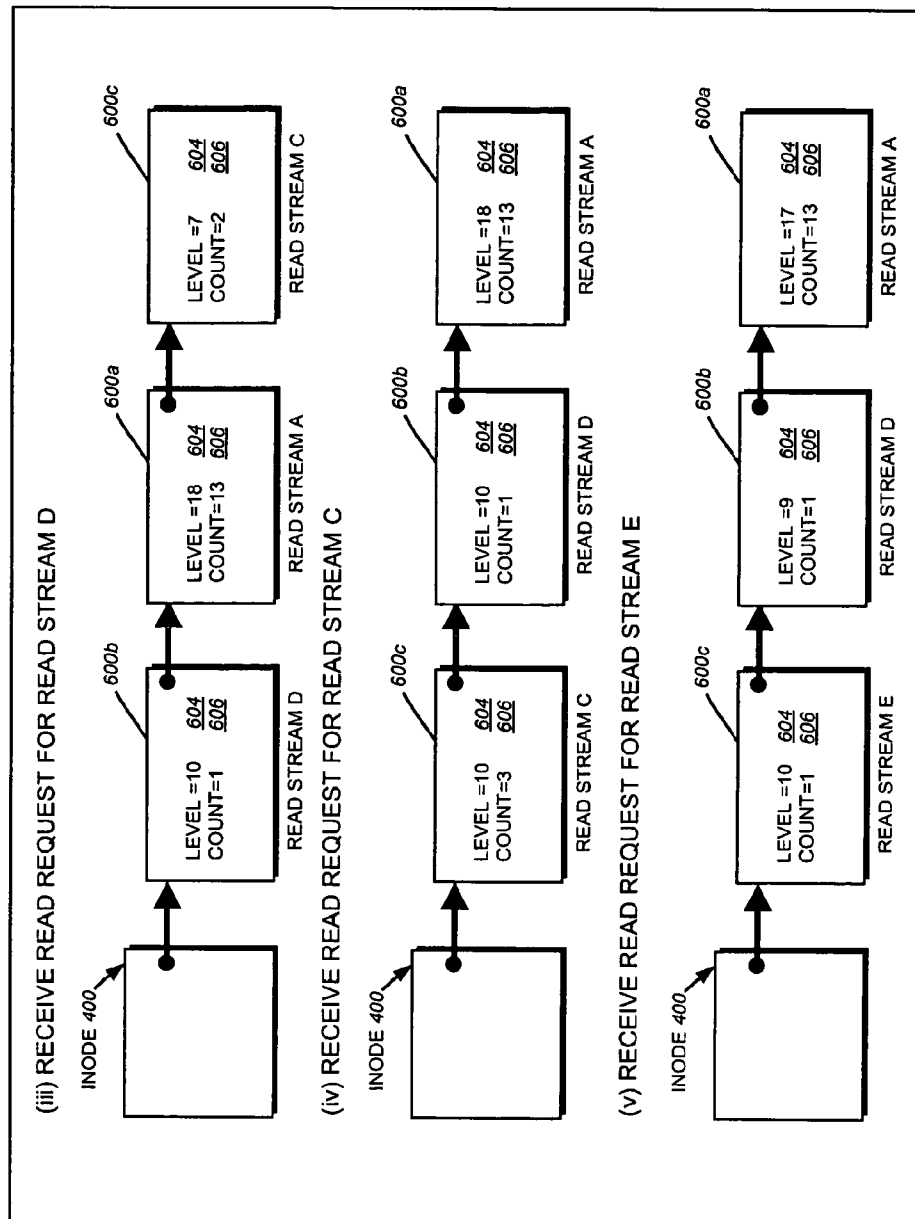 (iii) RECEIVE READ REQUEST FOR READ STREAM D
INODE 400
600b
600a
600c
LEVEL =10 604
COUNT=1 606
LEVEL =18 604
COUNT=13 606
LEVEL =7 604
COUNT=2 606
READ STREAM D
READ STREAM A
READ STREAM C
(iv) RECEIVE READ REQUEST FOR READ STREAM C
INODE 400
600c
600b
600a
LEVEL =10 604
COUNT=3 606
LEVEL =10 604
COUNT=1 606
LEVEL =18 604
COUNT=13 606
READ STREAM C
READ STREAM D
READ STREAM A
(v) RECEIVE READ REQUEST FOR READ STREAM E
INODE 400
600c
600b
600a
LEVEL =10 604
COUNT=1 606
LEVEL =9 604
COUNT=1 606
LEVEL =17 604
COUNT=13 606
READ STREAM E
READ STREAM D
READ STREAM A